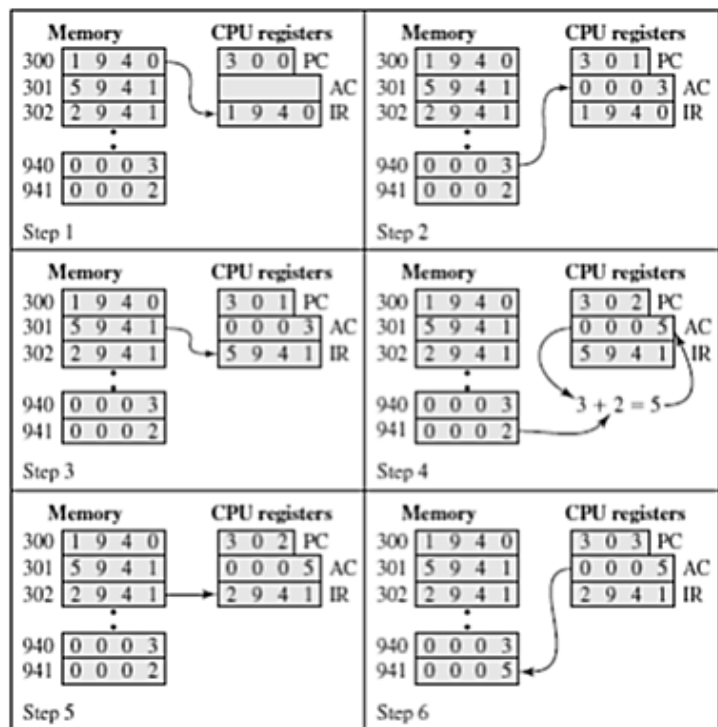 Memory CPU registers
300 1 9 4 0 3 0 0 PC
301 5 9 4 1 AC
302 2 9 4 1 1 9 4 0 IR
940 0 0 0 3
941 0 0 0 2
Step 1
Memory CPU registers
300 1 9 4 0 3 0 1 PC
301 5 9 4 1 0 0 0 3 AC
302 2 9 4 1 1 9 4 0 IR
940 0 0 0 3
941 0 0 0 2
Step 2
Memory CPU registers
300 1 9 4 0 3 0 1 PC
301 5 9 4 1 0 0 0 3 AC
302 2 9 4 1 5 9 4 1 IR
940 0 0 0 3
941 0 0 0 2
Step 3
Memory CPU registers
300 1 9 4 0 3 0 2 PC
301 5 9 4 1 0 0 0 5 AC
302 2 9 4 1 5 9 4 1 IR
940 0 0 0 3 3 + 2 = 5
941 0 0 0 2
Step 4
Memory CPU registers
300 1 9 4 0 3 0 2 PC
301 5 9 4 1 0 0 0 5 AC
302 2 9 4 1 2 9 4 1 IR
940 0 0 0 3
941 0 0 0 2
Step 5
Memory CPU registers
300 1 9 4 0 3 0 3 PC
301 5 9 4 1 0 0 0 5 AC
302 2 9 4 1 2 9 4 1 IR
940 0 0 0 3
941 0 0 0 5
Step 6